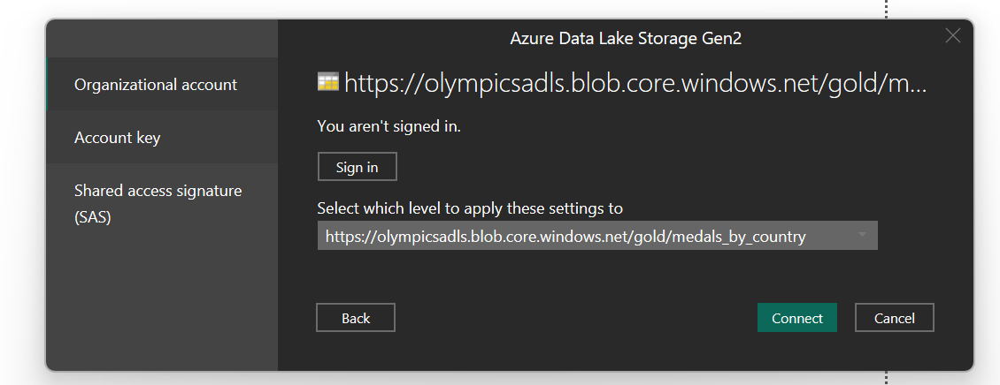 Azure Data Lake Storage Gen2
Organizational account
Account key
Shared access signature
(SAS)
https://olympicsadls.blob.core.windows.net/gold/m...
You aren't signed in.
Sign in
Select which level to apply these settings to
https://olympicsadls.blob.core.windows.net/gold/medals_by_country
Back
Connect
Cancel